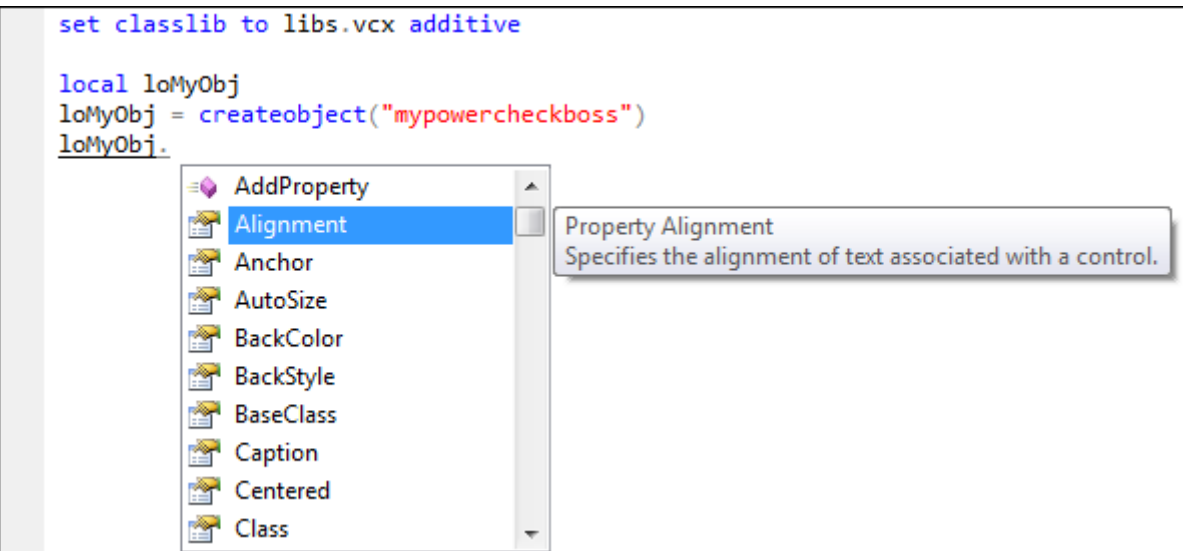 set classlib to libs.vcx additive
local loMyObj
loMyObj = createobject("mypowercheckboss")
loMyObj.
AddProperty
Alignment
Anchor
AutoSize
BackColor
BackStyle
BaseClass
Caption
Centered
Class
Property Alignment
Specifies the alignment of text associated with a control.